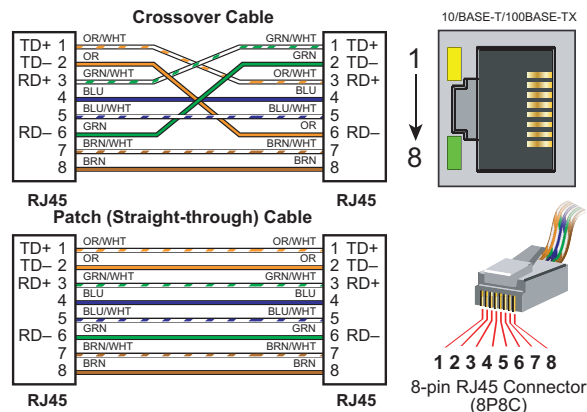 Crossover Cable
TD+ 1 OR/WHT GRN/WHT 1 TD+
TD– 2 OR GRN 2 TD–
RD+ 3 GRN/WHT OR/WHT 3 RD+
4 BLU BLU 4
5 BLU/WHT BLU/WHT 5
RD– 6 GRN OR 6 RD–
7 BRN/WHT BRN/WHT 7
8 BRN BRN 8
RJ45 RJ45
10/BASE-T/100BASE-TX
1
8
Patch (Straight-through) Cable
TD+ 1 OR/WHT OR/WHT 1 TD+
TD– 2 OR OR 2 TD–
RD+ 3 GRN/WHT GRN/WHT 3 RD+
4 BLU BLU 4
5 BLU/WHT BLU/WHT 5
RD– 6 GRN GRN 6 RD–
7 BRN/WHT BRN/WHT 7
8 BRN BRN 8
RJ45 RJ45
1 2 3 4 5 6 7 8
8-pin RJ45 Connector
(8P8C)